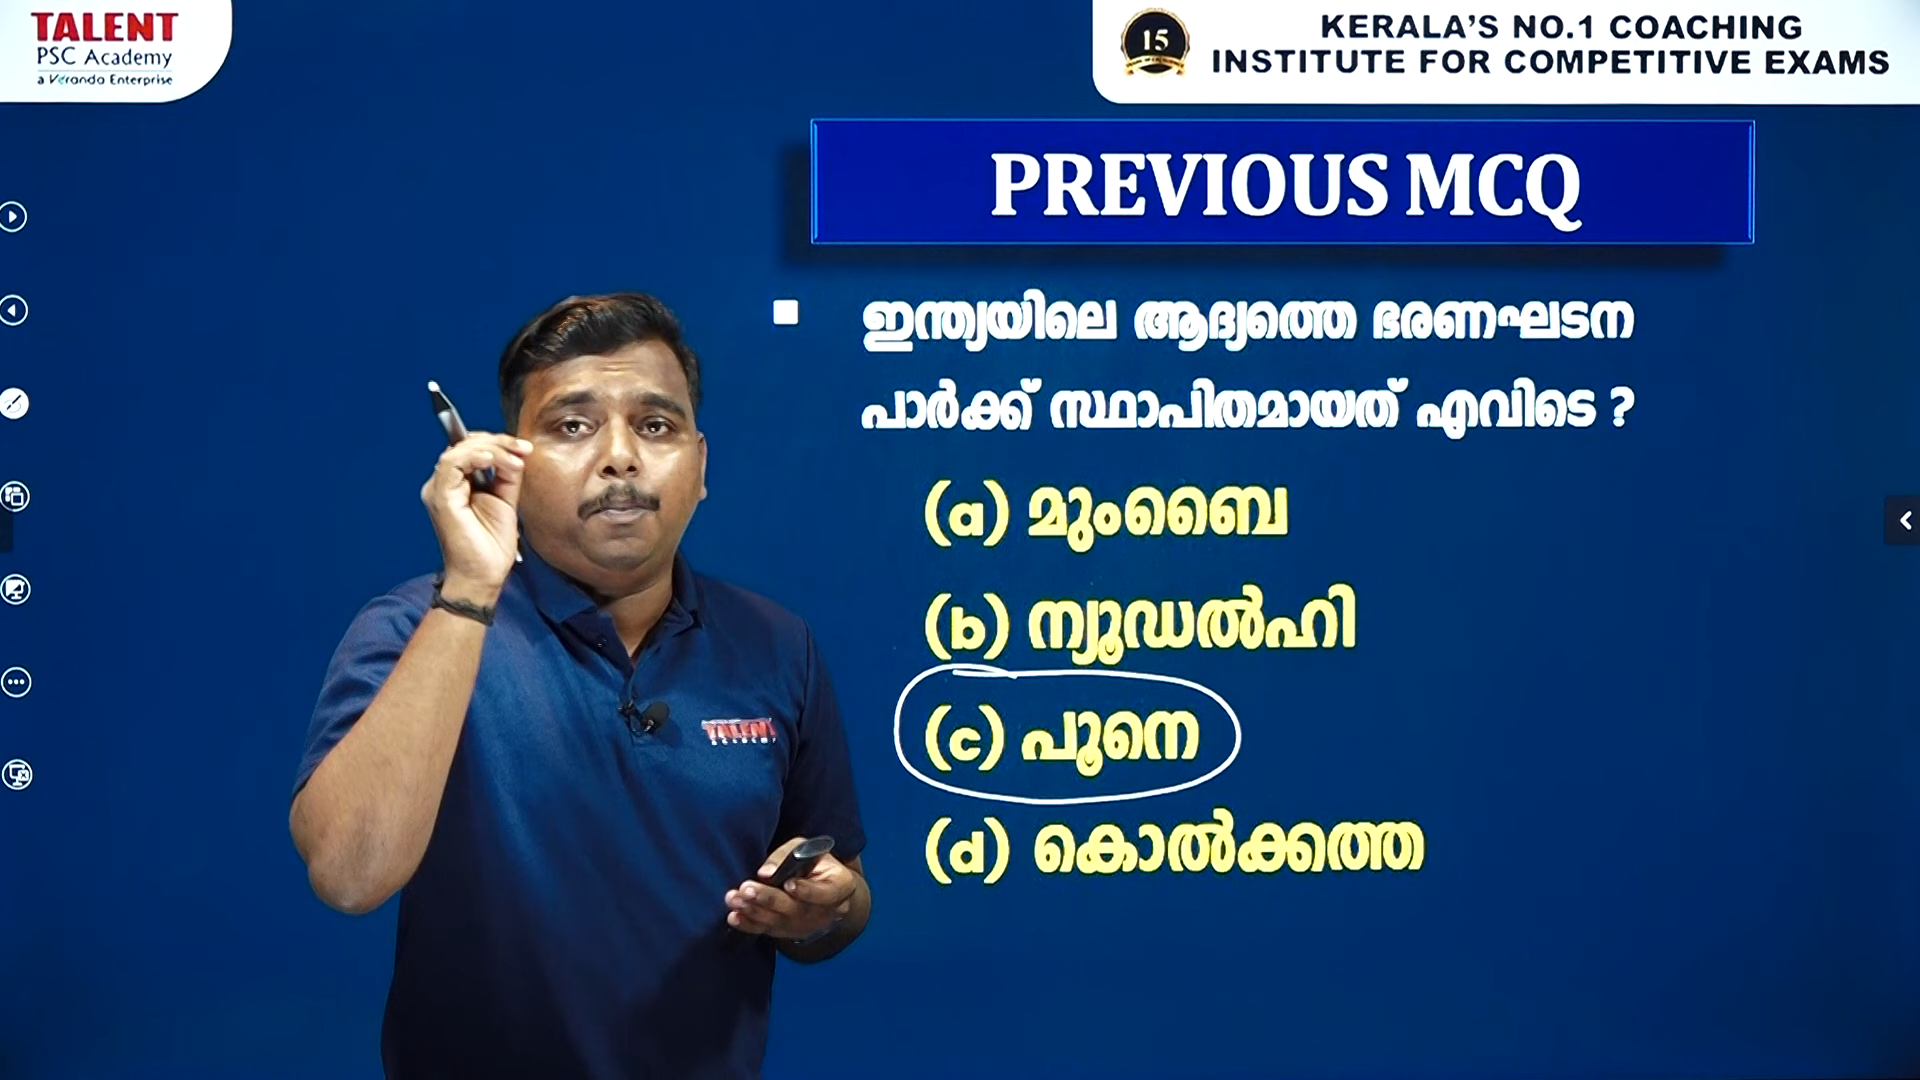 TALENT
PSC Academy
a Veranda Enterprise
15
KERALA'S NO.1 COACHING
INSTITUTE FOR COMPETITIVE EXAMS
PREVIOUS MCQ
ഇന്ത്യയിലെ ആദ്യത്തെ ഭരണഘടന
പാർക്ക് സ്ഥാപിതമായത് എവിടെ ?
(a) മുംബൈ
(b) ന്യൂഡൽഹി
(c) പൂനെ
(d) കൊൽക്കത്ത
TALENT
ACADEMY